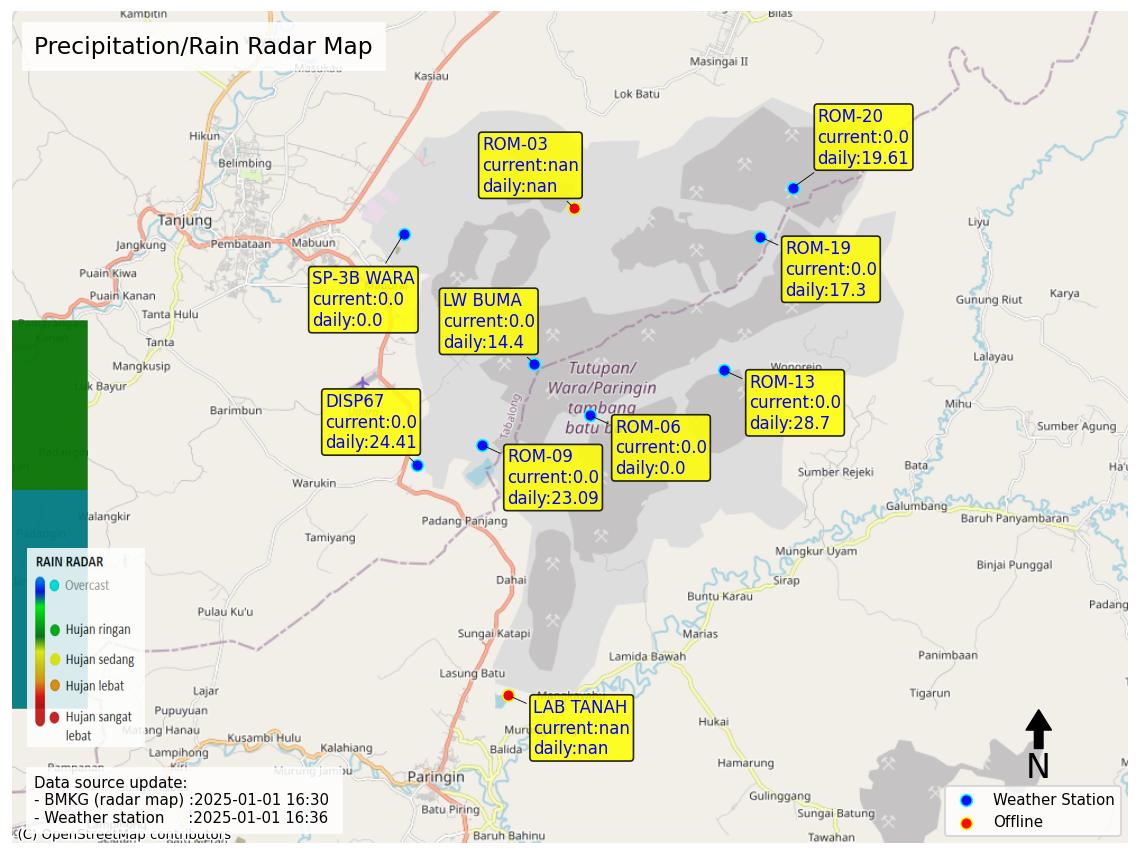 Kambitin
Bilas
Precipitation/Rain Radar Map
Masukau
Kasiau
Masingai II
Lok Batu
Hikun
Belimbing
ROM-03
current:nan
daily:nan
ROM-20
current:0.0
daily:19.61
Tanjung
Jangkung
Pembataan
Mabuun
Liyu
ROM-19
current:0.0
daily:17.3
Puain Kiwa
Puain Kanan
Tanta Hulu
SP-3B WARA
current:0.0
daily:0.0
LW BUMA
current:0.0
daily:14.4
Gunung Riut
Karya
Kanan
Tanta
Mangkusip
Luk Bayur
Barimbun
Lalayau
Wonorejo
Tutupan/
Wara/Paringin
tambang
batu b
Tabalong
ROM-13
current:0.0
daily:28.7
Mihu
Sumber Agung
DISP67
current:0.0
daily:24.41
ROM-06
current:0.0
daily:0.0
ROM-09
current:0.0
daily:23.09
Sumber Rejeki
Bata
Warukin
Galumbang
Baruh Panyambaran
Walangkir
Padangin
Tamiyang
Padang Panjang
Mungkur Uyam
Binjai Punggal
RAIN RADAR
Overcast
Hujan ringan
Hujan sedang
Hujan lebat
Hujan sangat
lebat
Dahai
Sirap
Buntu Karau
Padang
Pulau Ku'u
Sungai Katapi
Marias
Lamida Bawah
Panimbaan
Lasung Batu
Tigarun
Lajar
Pupuyuan
Matang Hanau
LAB TANAH
current:nan
daily:nan
Hukai
Kusambi Hulu
Kalahiang
Balida
Lampihong
Hamarung
N
Murung Jambu
Paringin
Batu Piring
Gulinggang
Sungai Batung
Tawahan
Baruh Bahinu
Data source update:
- BMKG (radar map) :2025-01-01 16:30
- Weather station :2025-01-01 16:36
(C) OpenStreetMap contributors
Weather Station
Offline